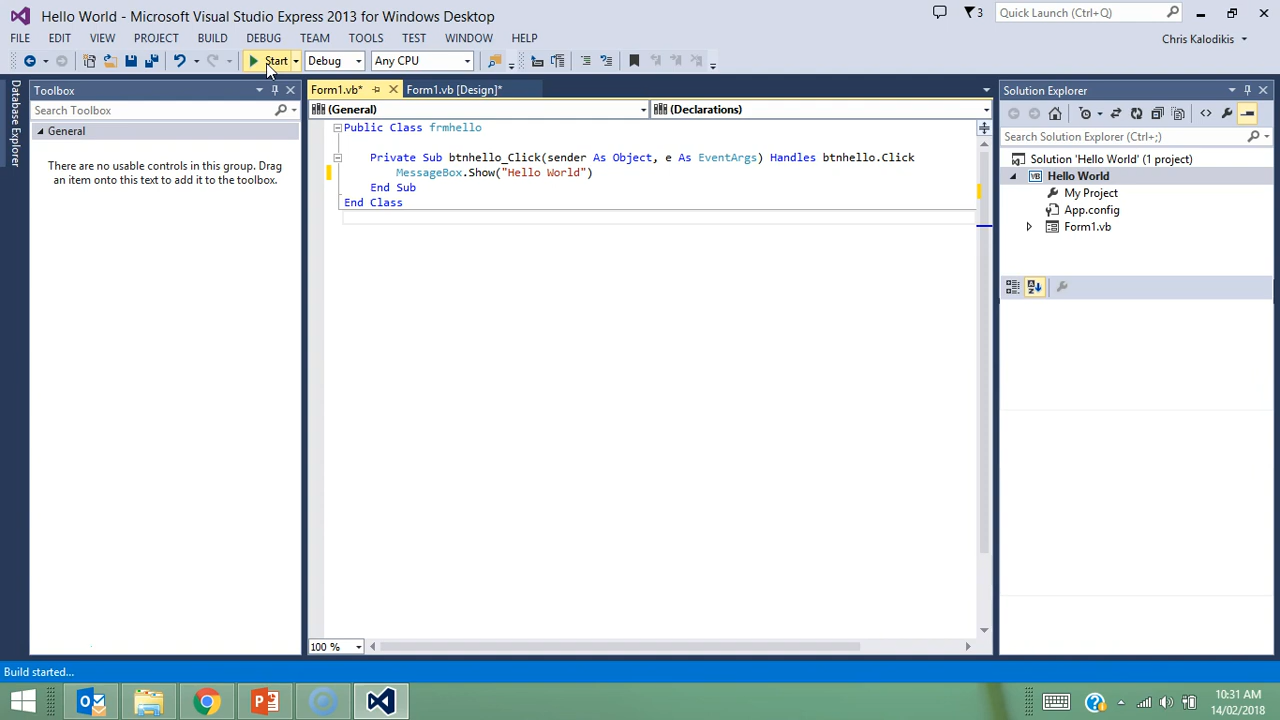 Hello World - Microsoft Visual Studio Express 2013 for Windows Desktop
3
Quick Launch (Ctrl+Q)
FILE EDIT VIEW PROJECT BUILD DEBUG TEAM TOOLS TEST WINDOW HELP
Chris Kalodikis
Start Debug Any CPU
Database Explorer
Toolbox
Search Toolbox
General
There are no usable controls in this group. Drag
an item onto this text to add it to the toolbox.
Form1.vb* Form1.vb [Design]*
(General) (Declarations)
Public Class frmhello
Private Sub btnhello_Click(sender As Object, e As EventArgs) Handles btnhello.Click
MessageBox.Show("Hello World")
End Sub
End Class
100 %
Solution Explorer
Search Solution Explorer (Ctrl+;)
Solution 'Hello World' (1 project)
VB Hello World
My Project
App.config
Form1.vb
Build started...
10:31 AM
14/02/2018